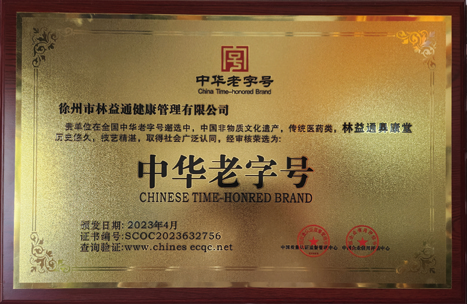 中华老字号
China Time-honored Brand
徐州市林益通健康管理有限公司
贵单位在全国中华老字号遴选中，中国非物质文化遗产，传统医药类，林益通鼻康堂
历史悠久，技艺精湛，取得社会广泛认同，经审核荣选为：
中华老字号
CHINESE TIME-HONRED BRAND
颁发日期：2023年4月
证书编号：SCOC2023632756
查询验证：www.chines ecqc.net